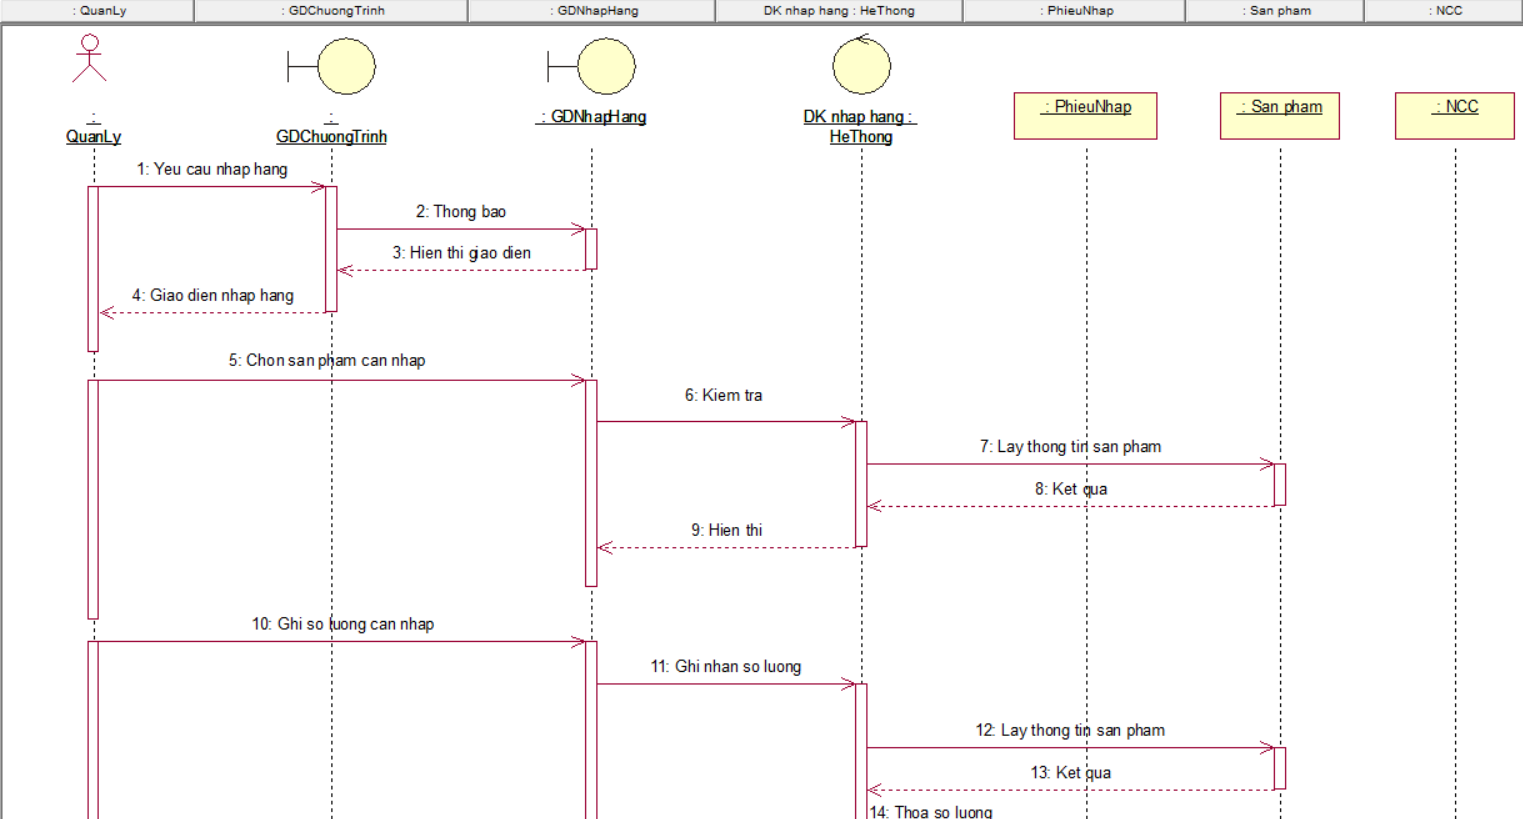 : QuanLy
: GDChuongTrinh
: GDNhapHang
DK nhap hang : HeThong
: PhieuNhap
: San pham
: NCC
:
QuanLy
:
GDChuongTrinh
: GDNhapHang
DK nhap hang :
HeThong
: PhieuNhap
: San pham
: NCC
1: Yeu cau nhap hang
2: Thong bao
3: Hien thi giao dien
4: Giao dien nhap hang
5: Chon san pham can nhap
6: Kiem tra
7: Lay thong tin san pham
8: Ket qua
9: Hien thi
10: Ghi so luong can nhap
11: Ghi nhan so luong
12: Lay thong tin san pham
13: Ket qua
14: Thoa so luong